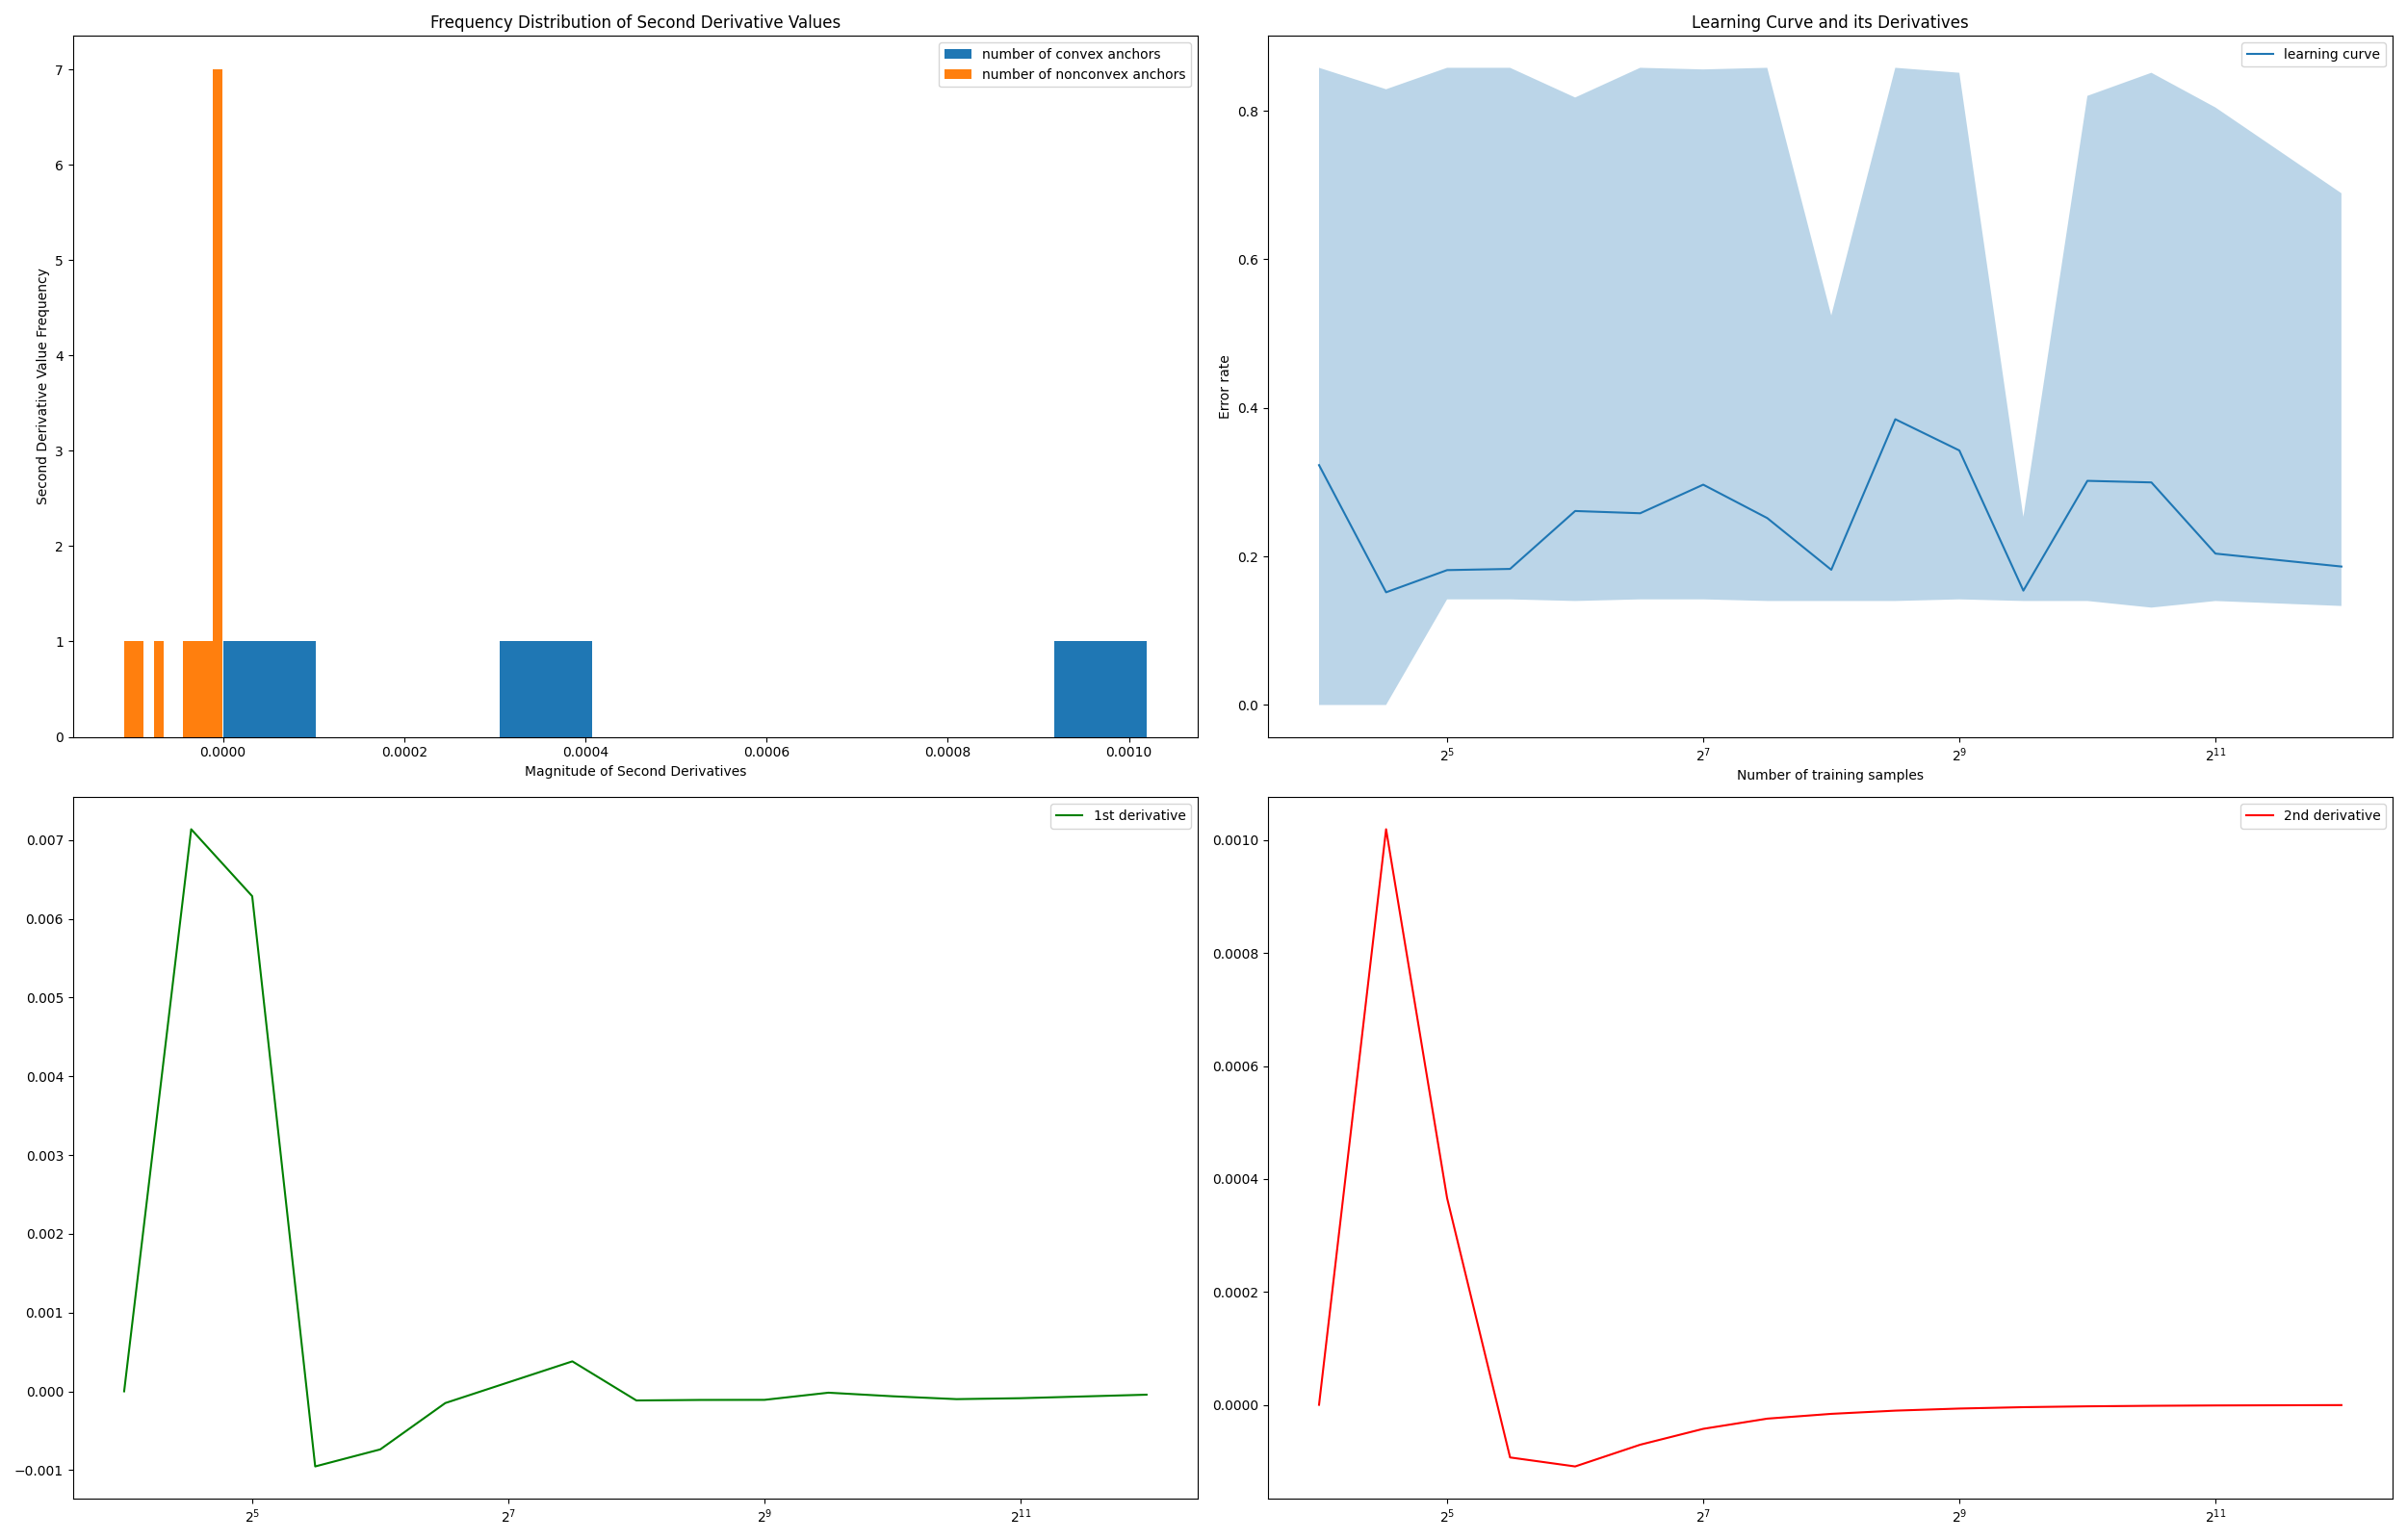 Frequency Distribution of Second Derivative Values
number of convex anchors
number of nonconvex anchors
Second Derivative Value Frequency
7
6
5
4
3
2
1
0
0.0000 0.0002 0.0004 0.0006 0.0008 0.0010
Magnitude of Second Derivatives
Learning Curve and its Derivatives
learning curve
Error rate
0.8
0.6
0.4
0.2
0.0
2^5 2^7 2^9 2^11
Number of training samples
1st derivative
0.007
0.006
0.005
0.004
0.003
0.002
0.001
0.000
−0.001
2^5 2^7 2^9 2^11
2nd derivative
0.0010
0.0008
0.0006
0.0004
0.0002
0.0000
2^5 2^7 2^9 2^11